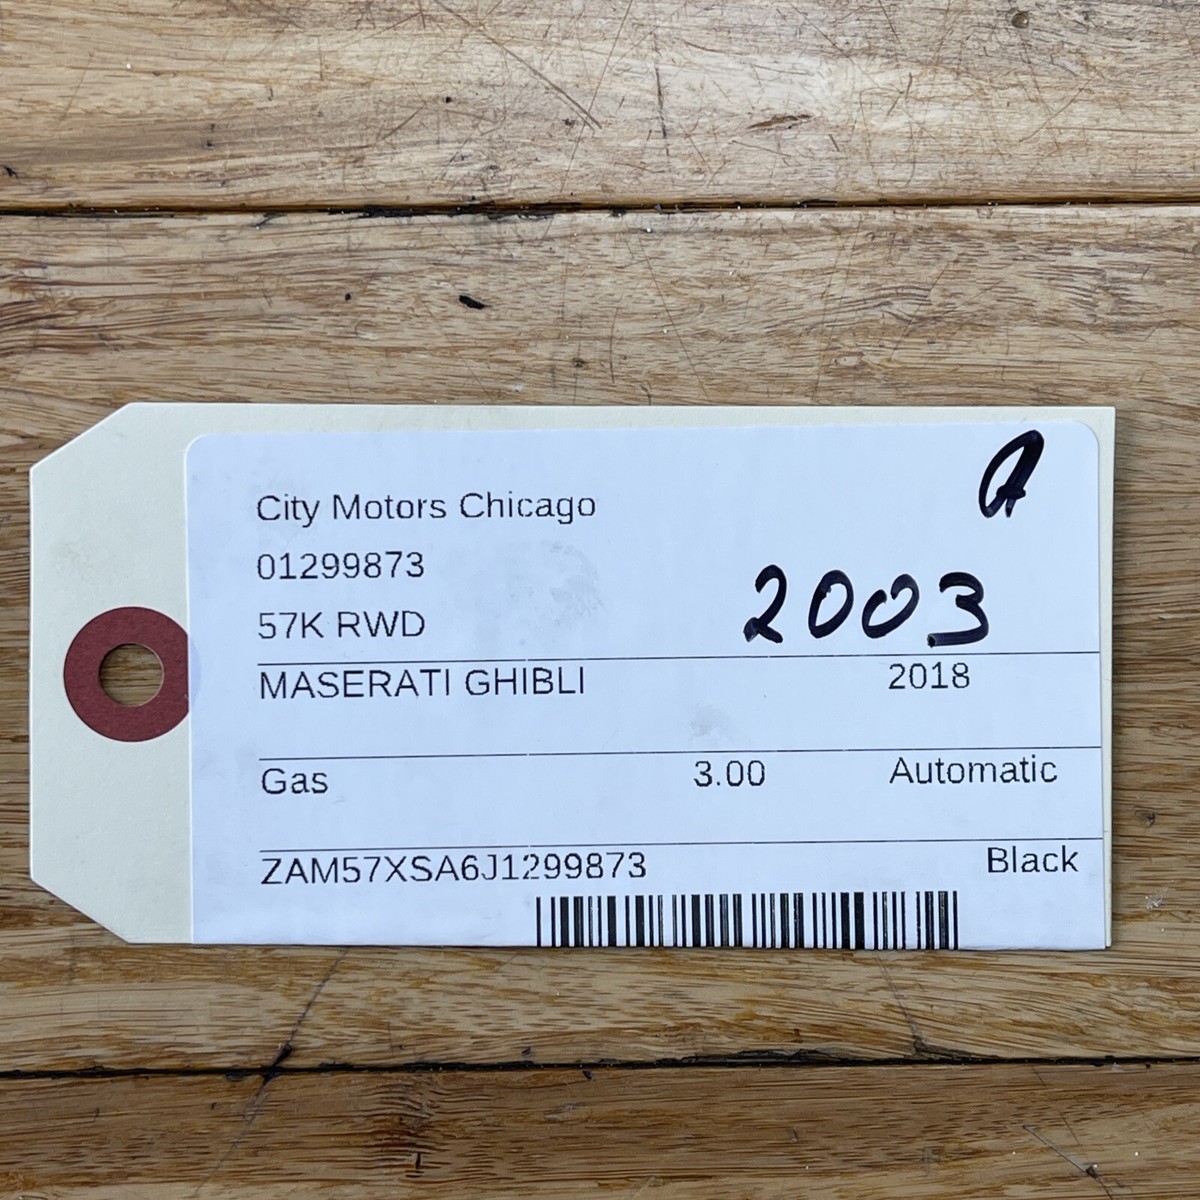 A
City Motors Chicago
01299873
2003
57K RWD
MASERATI GHIBLI 2018
Gas 3.00 Automatic
ZAM57XSA6J1299873 Black